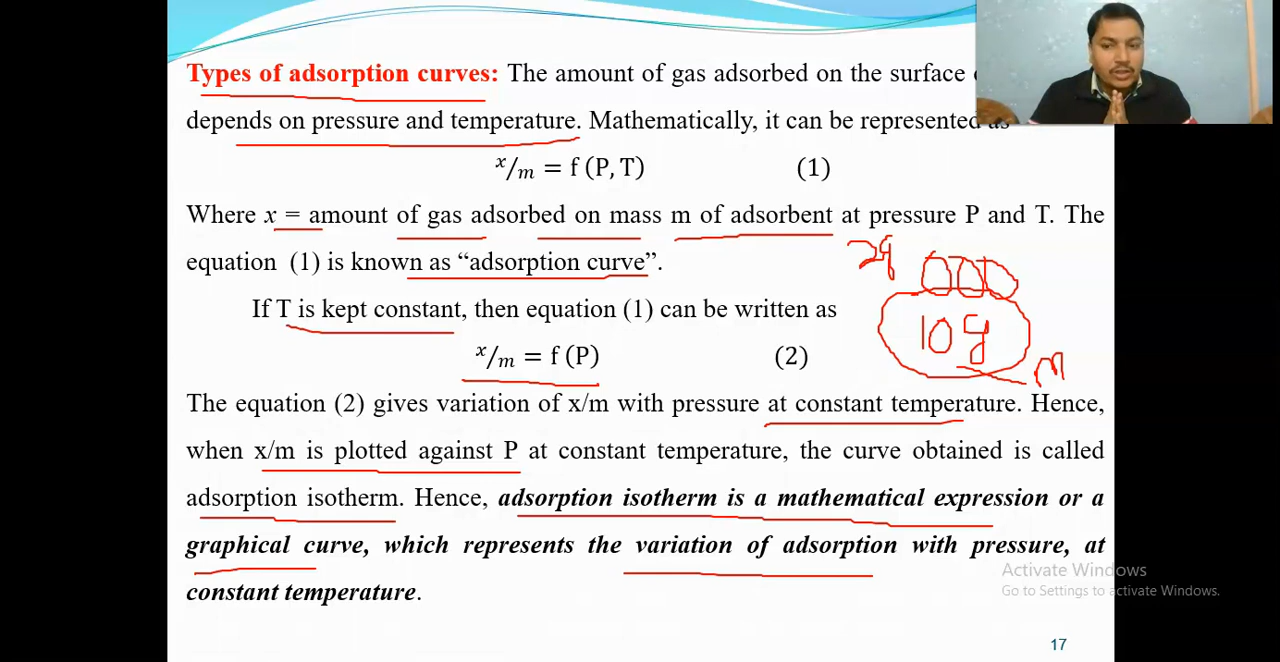 Types of adsorption curves: The amount of gas adsorbed on the surface
depends on pressure and temperature. Mathematically, it can be represented as
x/m = f (P, T) (1)
Where x = amount of gas adsorbed on mass m of adsorbent at pressure P and T. The
equation (1) is known as “adsorption curve”.
2g
If T is kept constant, then equation (1) can be written as
10 g
x/m = f (P) (2)
m
The equation (2) gives variation of x/m with pressure at constant temperature. Hence,
when x/m is plotted against P at constant temperature, the curve obtained is called
adsorption isotherm. Hence, adsorption isotherm is a mathematical expression or a
graphical curve, which represents the variation of adsorption with pressure, at
constant temperature.
Activate Windows
Go to Settings to activate Windows.
17